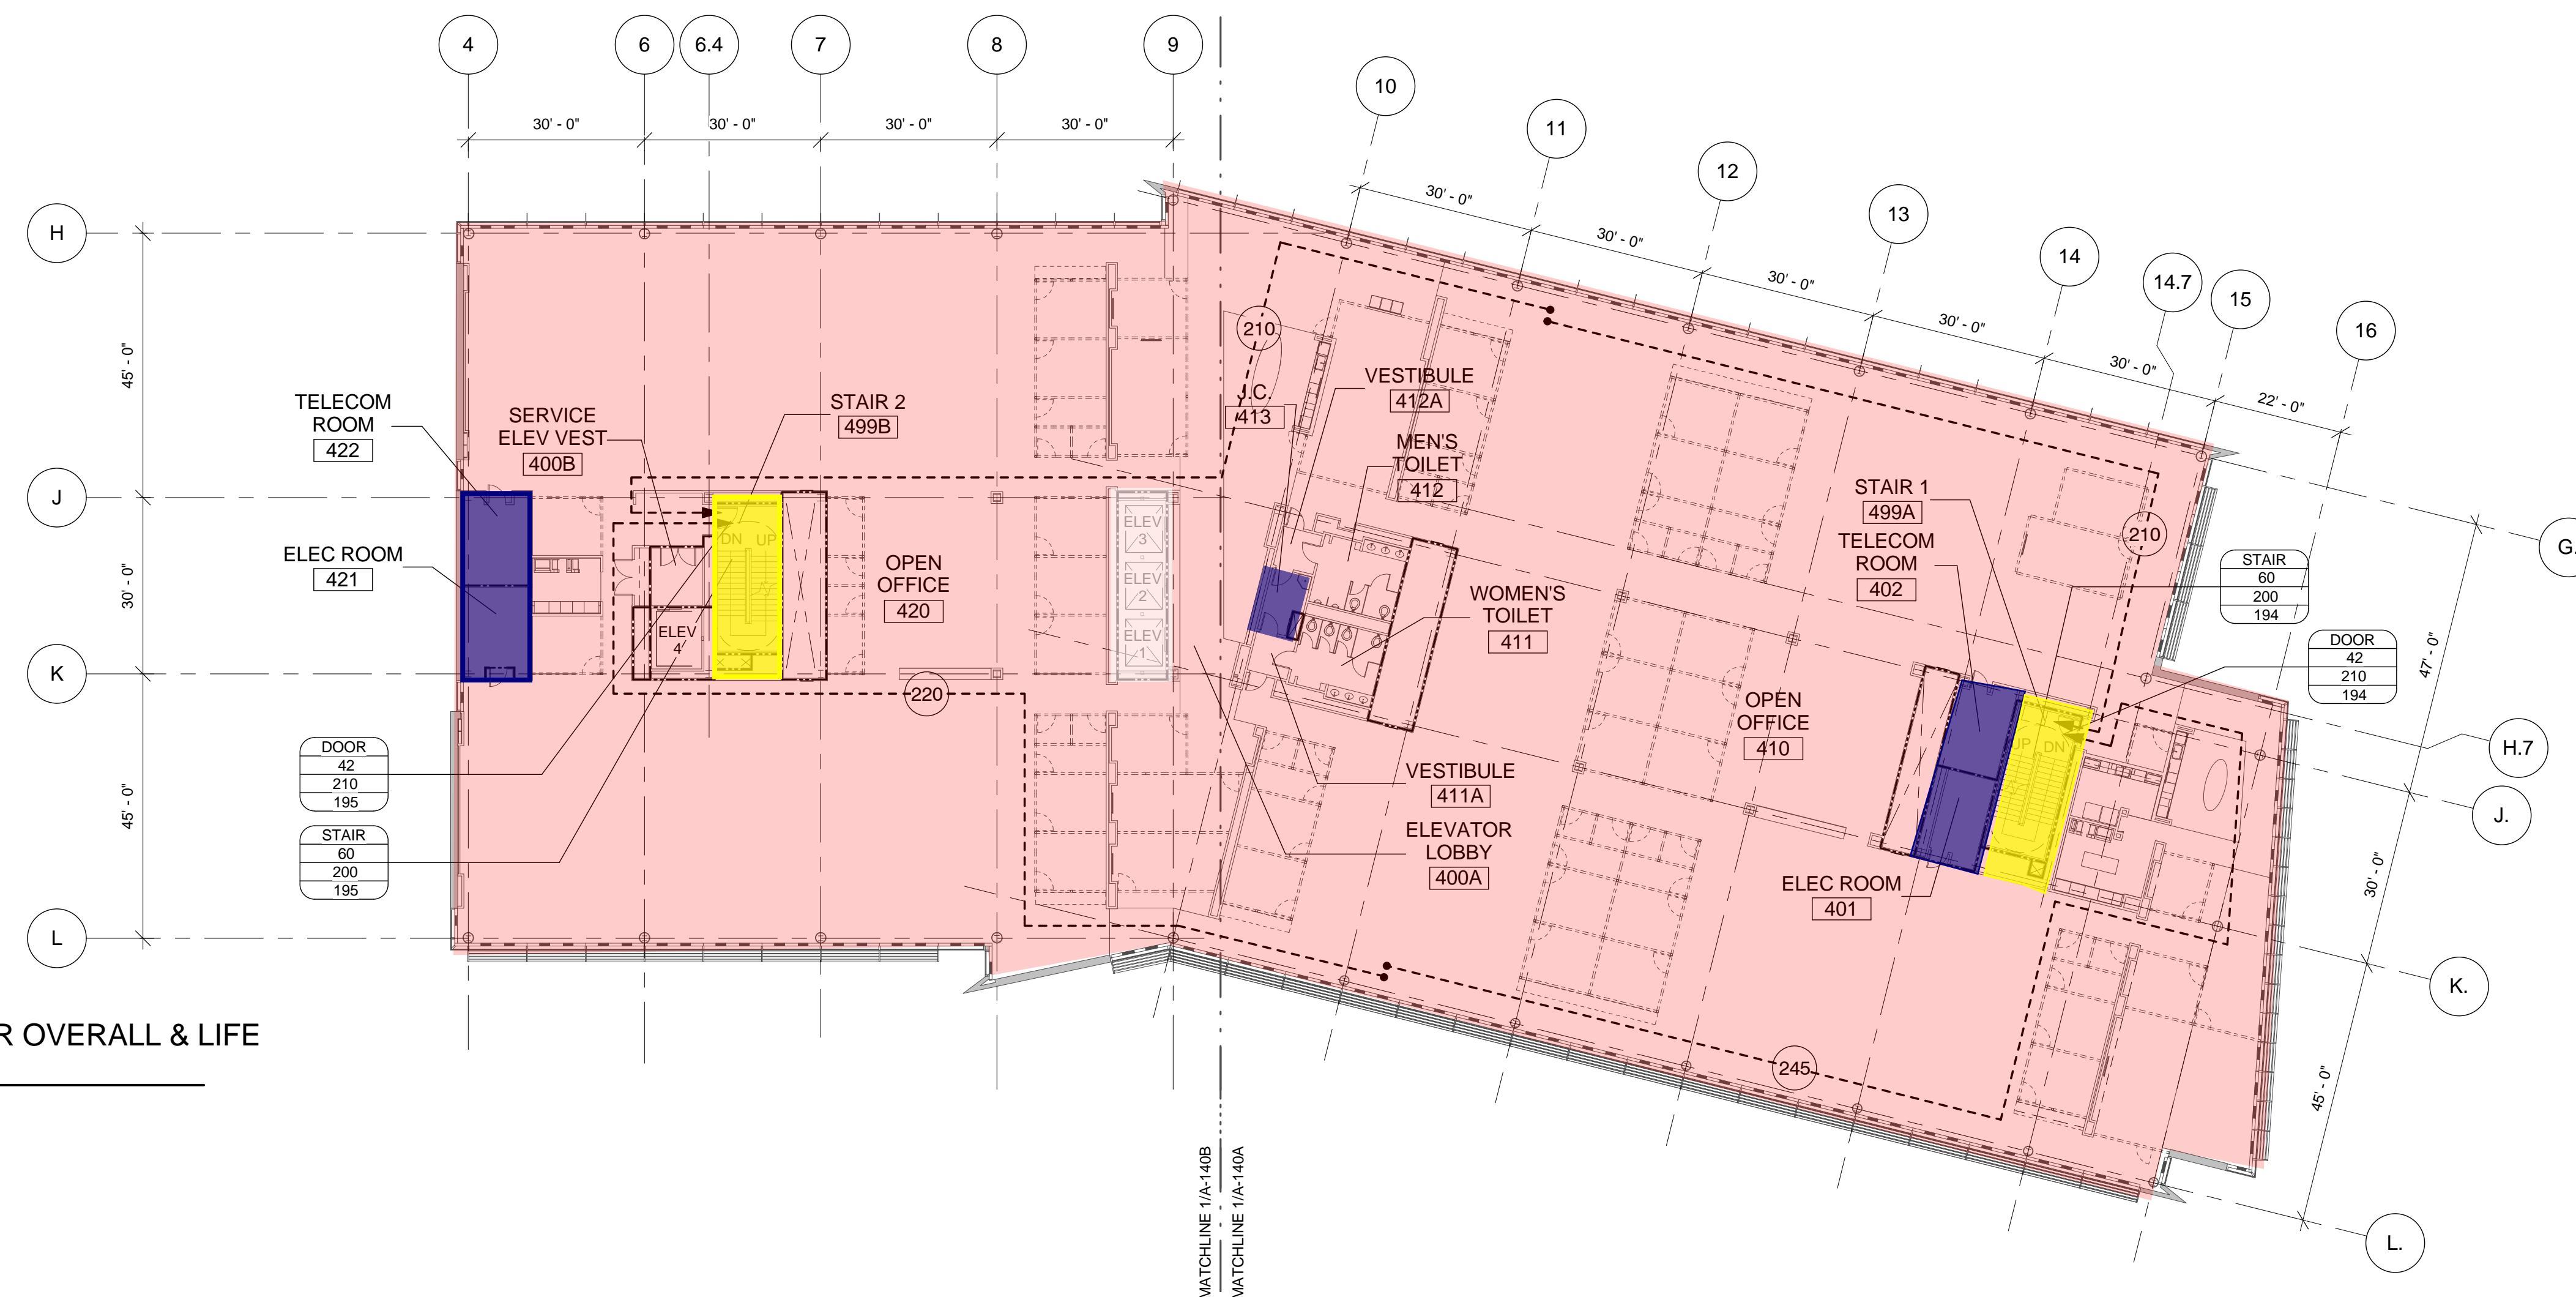 4
6
6.4
7
8
9
10
11
12
13
14
14.7
15
16
30' - 0"
30' - 0"
30' - 0"
30' - 0"
30' - 0"
30' - 0"
30' - 0"
30' - 0"
30' - 0"
22' - 0"
H
J
K
L
45' - 0"
30' - 0"
45' - 0"
TELECOM
ROOM
422
ELEC ROOM
421
SERVICE
ELEV VEST
400B
STAIR 2
499B
DN
UP
ELEV
4
OPEN
OFFICE
420
220
ELEV
3
ELEV
2
ELEV
1
DOOR
42
210
195
STAIR
60
200
195
210
J.C.
413
VESTIBULE
412A
MEN'S
TOILET
412
WOMEN'S
TOILET
411
VESTIBULE
411A
ELEVATOR
LOBBY
400A
OPEN
OFFICE
410
STAIR 1
499A
TELECOM
ROOM
402
ELEC ROOM
401
UP
DN
210
245
STAIR
60
200
194
DOOR
42
210
194
G.
H.7
J.
K.
L.
47' - 0"
30' - 0"
45' - 0"
MATCHLINE 1/A-140B
MATCHLINE 1/A-140A
R OVERALL & LIFE